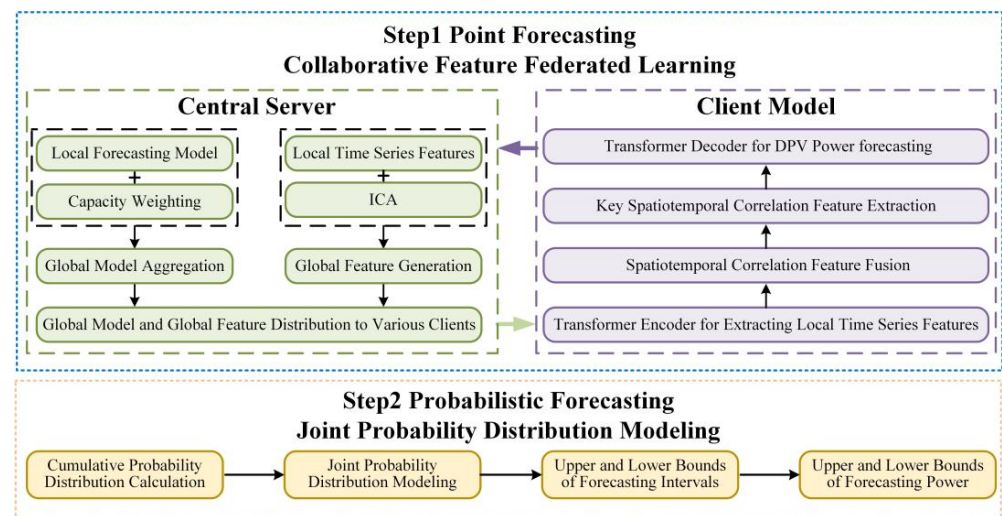 Step1 Point Forecasting
Collaborative Feature Federated Learning
Central Server
Local Forecasting Model
+
Capacity Weighting
Global Model Aggregation
Local Time Series Features
+
ICA
Global Feature Generation
Global Model and Global Feature Distribution to Various Clients
Client Model
Transformer Decoder for DPV Power forecasting
Key Spatiotemporal Correlation Feature Extraction
Spatiotemporal Correlation Feature Fusion
Transformer Encoder for Extracting Local Time Series Features
Step2 Probabilistic Forecasting
Joint Probability Distribution Modeling
Cumulative Probability
Distribution Calculation
Joint Probability
Distribution Modeling
Upper and Lower Bounds
of Forecasting Intervals
Upper and Lower Bounds
of Forecasting Power